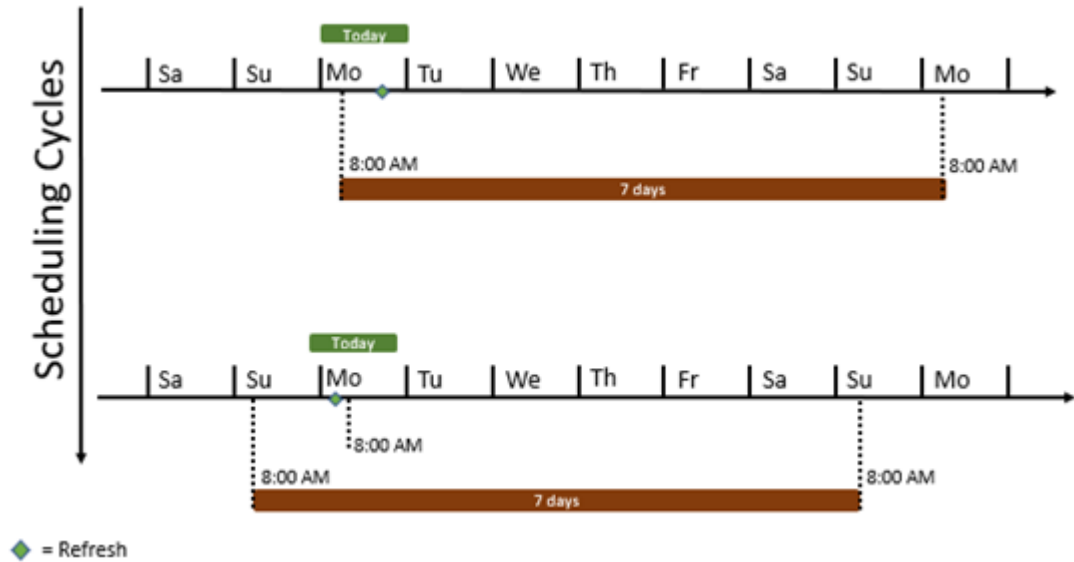 Scheduling Cycles
Today
Sa Su Mo Tu We Th Fr Sa Su Mo
8:00 AM 8:00 AM
7 days
Today
Sa Su Mo Tu We Th Fr Sa Su Mo
8:00 AM
8:00 AM 8:00 AM
7 days
= Refresh